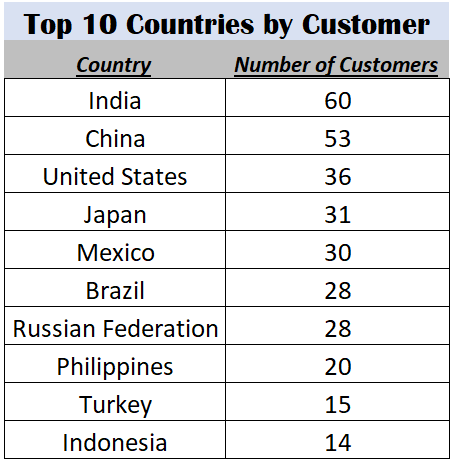 Top 10 Countries by Customer
Country Number of Customers
India 60
China 53
United States 36
Japan 31
Mexico 30
Brazil 28
Russian Federation 28
Philippines 20
Turkey 15
Indonesia 14